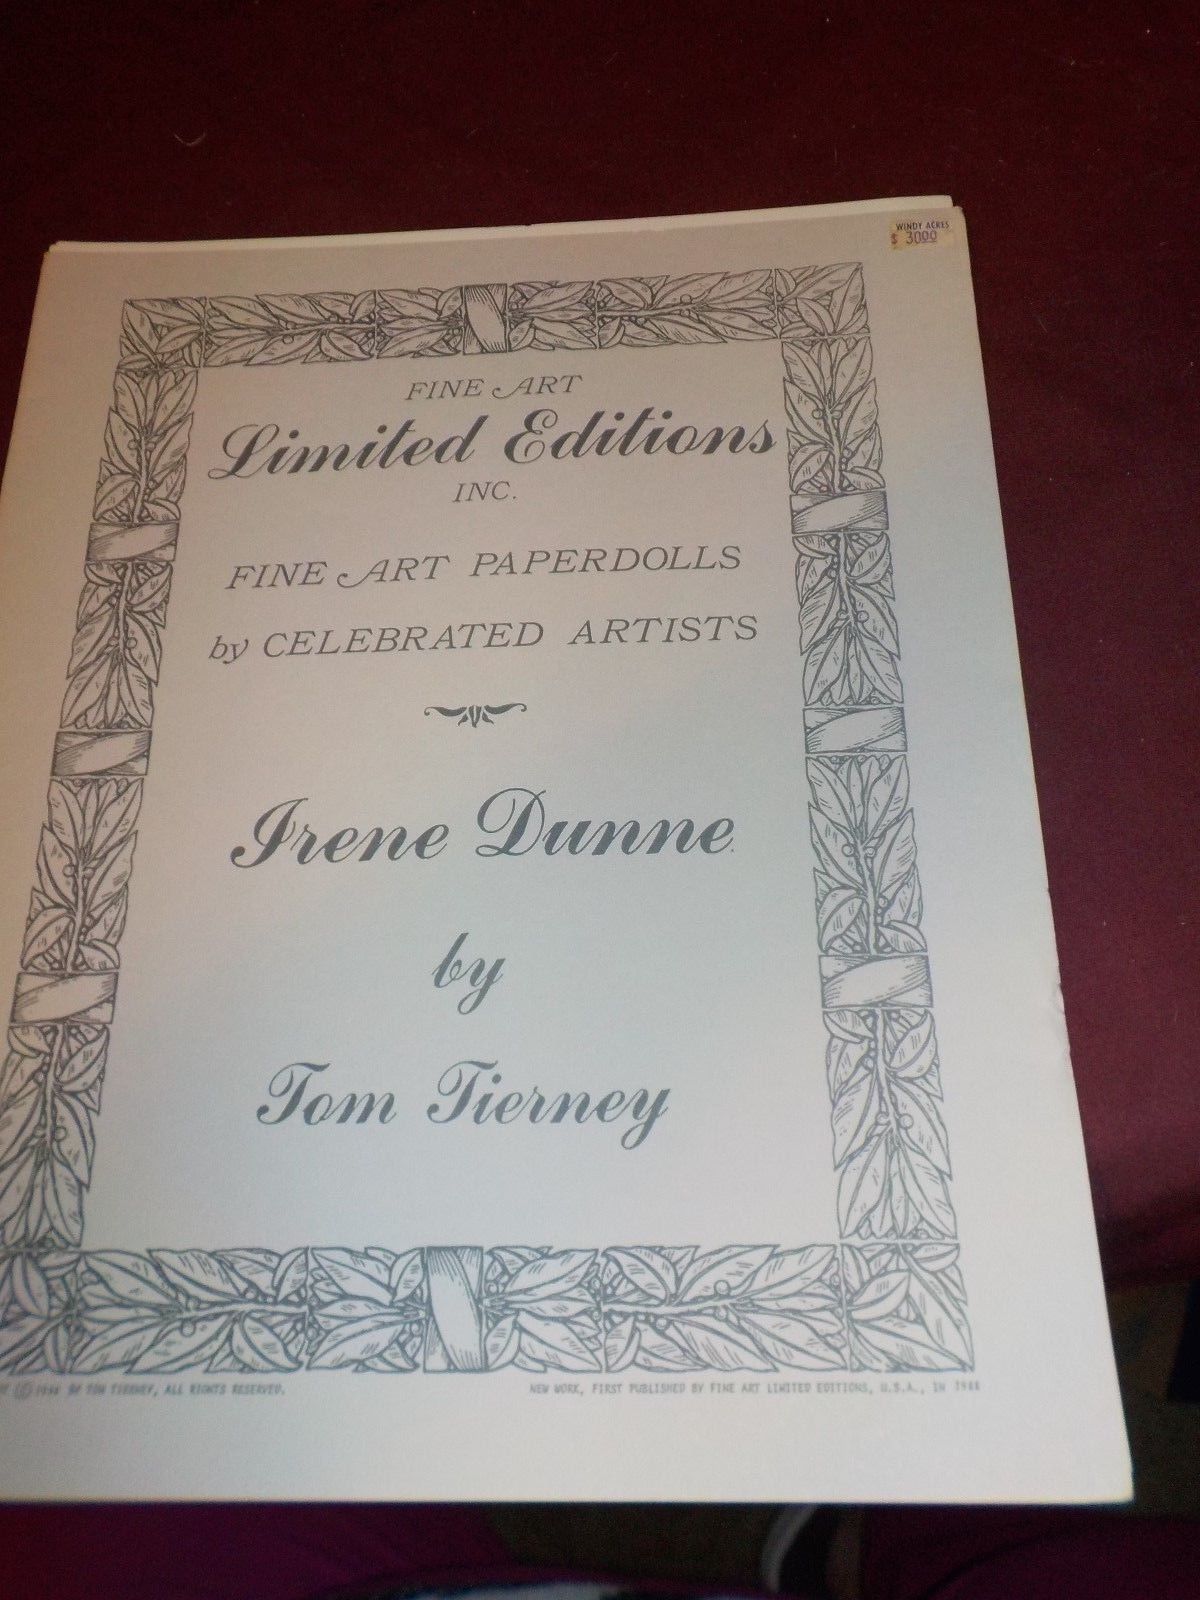 WINDY ACRES
$ 3000
FINE ART
Limited Editions
INC.
FINE ART PAPERDOLLS
by CELEBRATED ARTISTS
Irene Dunne.
by
Tom Tierney
© 1988 BY TOM TIERNEY, ALL RIGHTS RESERVED.
NEW WORK, FIRST PUBLISHED BY FINE ART LIMITED EDITIONS, U.S.A., IN 1988